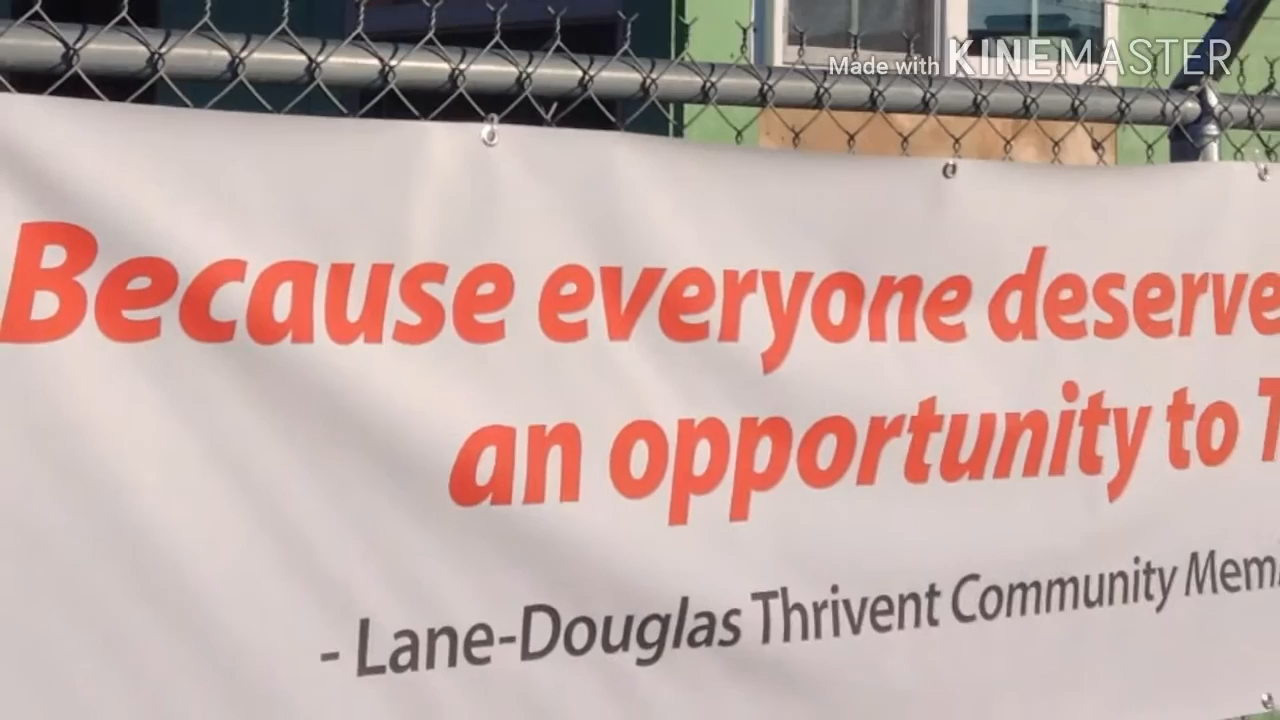 Made with KINEMASTER
Because everyone deserve
an opportunity to T
- Lane-Douglas Thrivent Community Mem